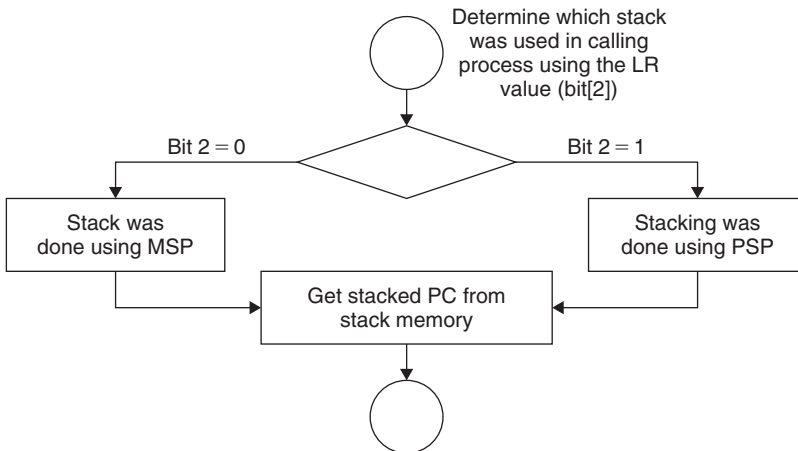 Determine which stack
was used in calling
process using the LR
value (bit[2])
Bit 2 = 0
Bit 2 = 1
Stack was
done using MSP
Stacking was
done using PSP
Get stacked PC from
stack memory